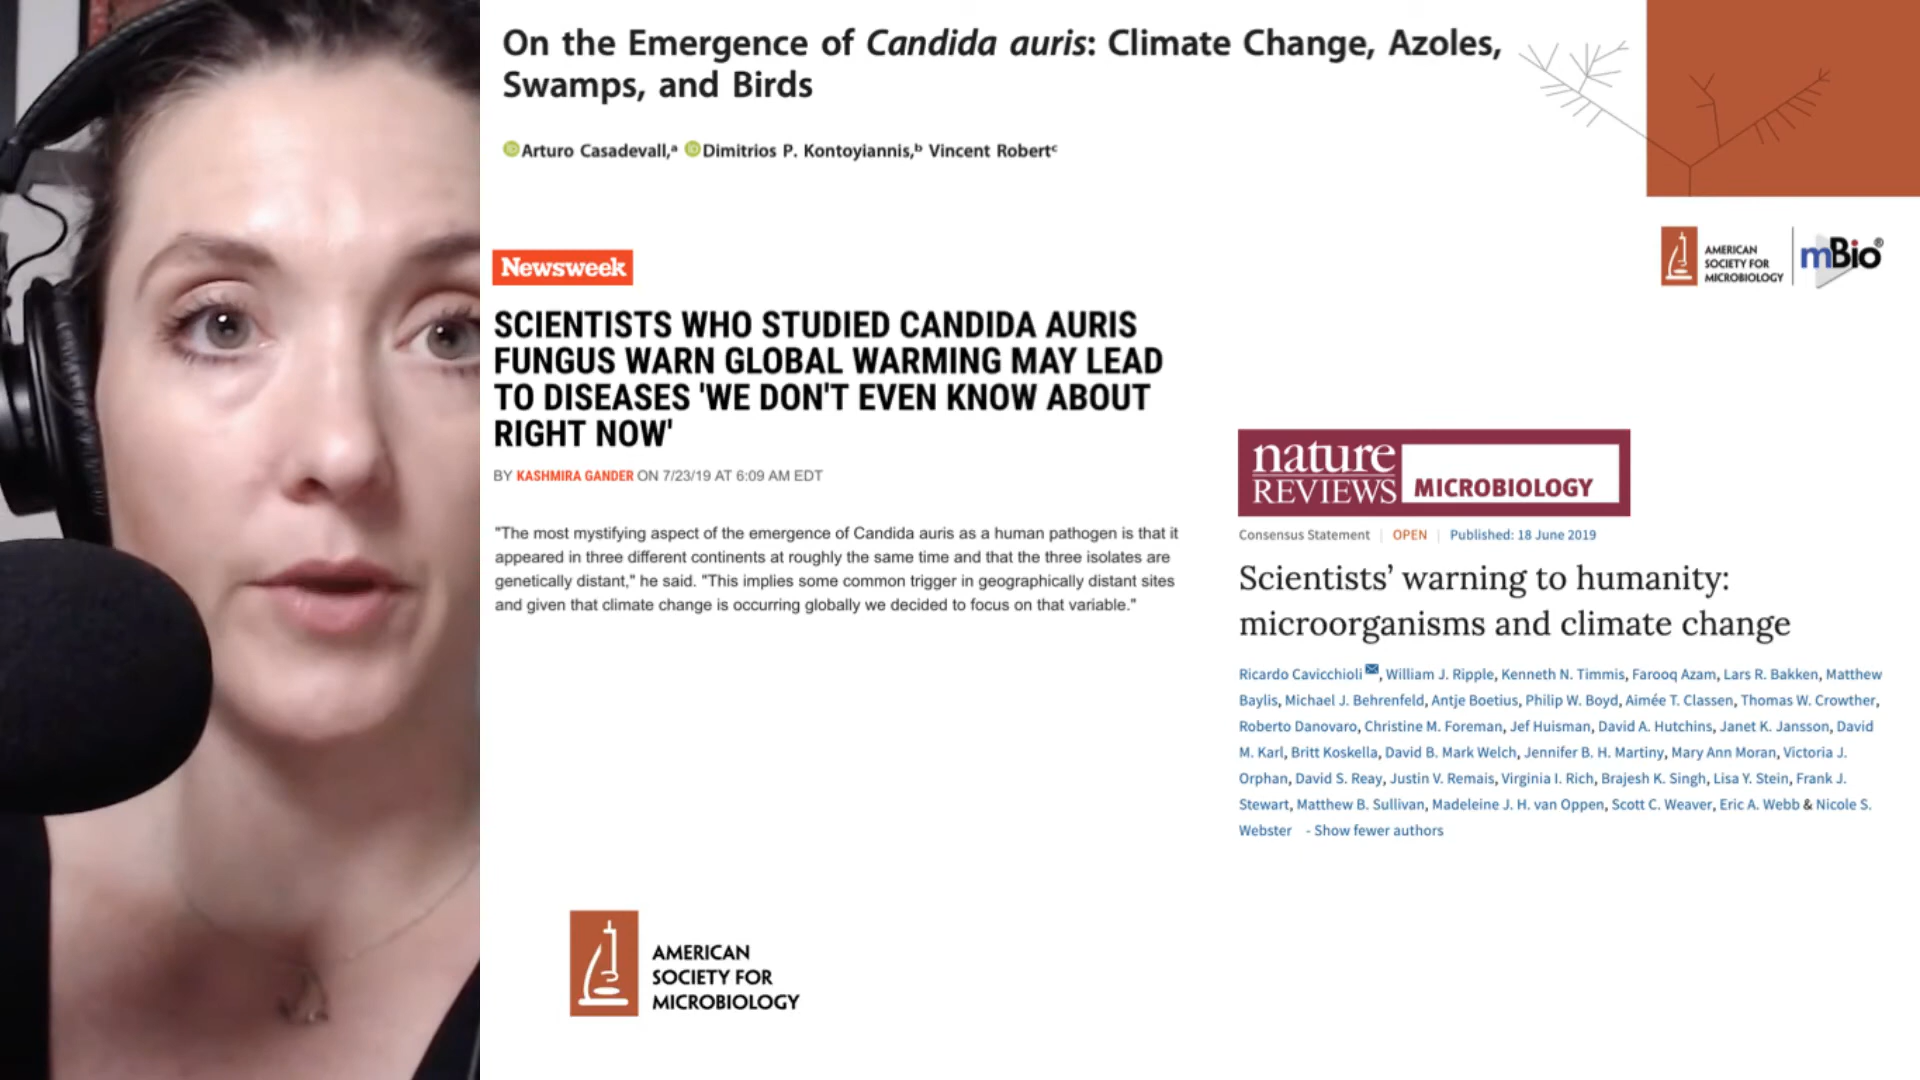 On the Emergence of Candida auris: Climate Change, Azoles,
Swamps, and Birds
Arturo Casadevall,ᵃ Dimitrios P. Kontoyiannis,ᵇ Vincent Robertᶜ
AMERICAN
SOCIETY FOR
MICROBIOLOGY
mBio®
Newsweek
SCIENTISTS WHO STUDIED CANDIDA AURIS
FUNGUS WARN GLOBAL WARMING MAY LEAD
TO DISEASES 'WE DON'T EVEN KNOW ABOUT
RIGHT NOW'
BY KASHMIRA GANDER ON 7/23/19 AT 6:09 AM EDT
"The most mystifying aspect of the emergence of Candida auris as a human pathogen is that it
appeared in three different continents at roughly the same time and that the three isolates are
genetically distant," he said. "This implies some common trigger in geographically distant sites
and given that climate change is occurring globally we decided to focus on that variable."
nature
REVIEWS MICROBIOLOGY
Consensus Statement | OPEN | Published: 18 June 2019
Scientists’ warning to humanity:
microorganisms and climate change
Ricardo Cavicchioli, William J. Ripple, Kenneth N. Timmis, Farooq Azam, Lars R. Bakken, Matthew
Baylis, Michael J. Behrenfeld, Antje Boetius, Philip W. Boyd, Aimée T. Classen, Thomas W. Crowther,
Roberto Danovaro, Christine M. Foreman, Jef Huisman, David A. Hutchins, Janet K. Jansson, David
M. Karl, Britt Koskella, David B. Mark Welch, Jennifer B. H. Martiny, Mary Ann Moran, Victoria J.
Orphan, David S. Reay, Justin V. Remais, Virginia I. Rich, Brajesh K. Singh, Lisa Y. Stein, Frank J.
Stewart, Matthew B. Sullivan, Madeleine J. H. van Oppen, Scott C. Weaver, Eric A. Webb & Nicole S.
Webster - Show fewer authors
AMERICAN
SOCIETY FOR
MICROBIOLOGY